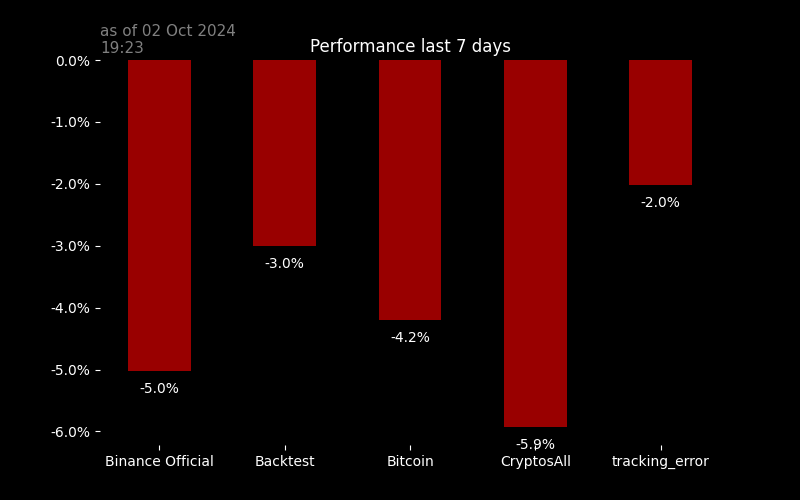 as of 02 Oct 2024
19:23
Performance last 7 days
0.0%
-1.0%
-2.0%
-3.0%
-4.0%
-5.0%
-6.0%
-5.0%
-3.0%
-4.2%
-5.9%
-2.0%
Binance Official
Backtest
Bitcoin
CryptosAll
tracking_error